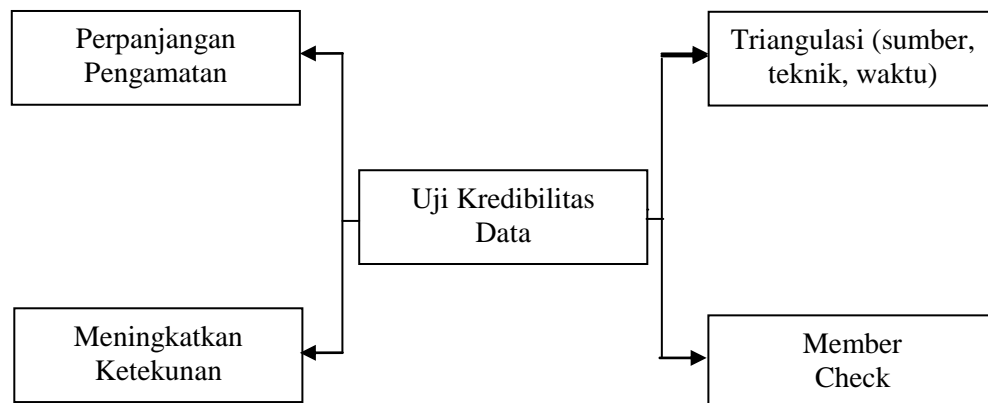 Perpanjangan
Pengamatan
Triangulasi (sumber,
teknik, waktu)
Uji Kredibilitas
Data
Meningkatkan
Ketekunan
Member
Check